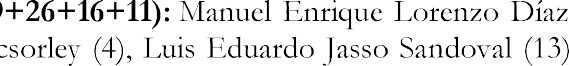 9+26+16+11): Manuel Enrique Lorenzo Díaz
csorley (4), Luis Eduardo Jasso Sandoval (13)